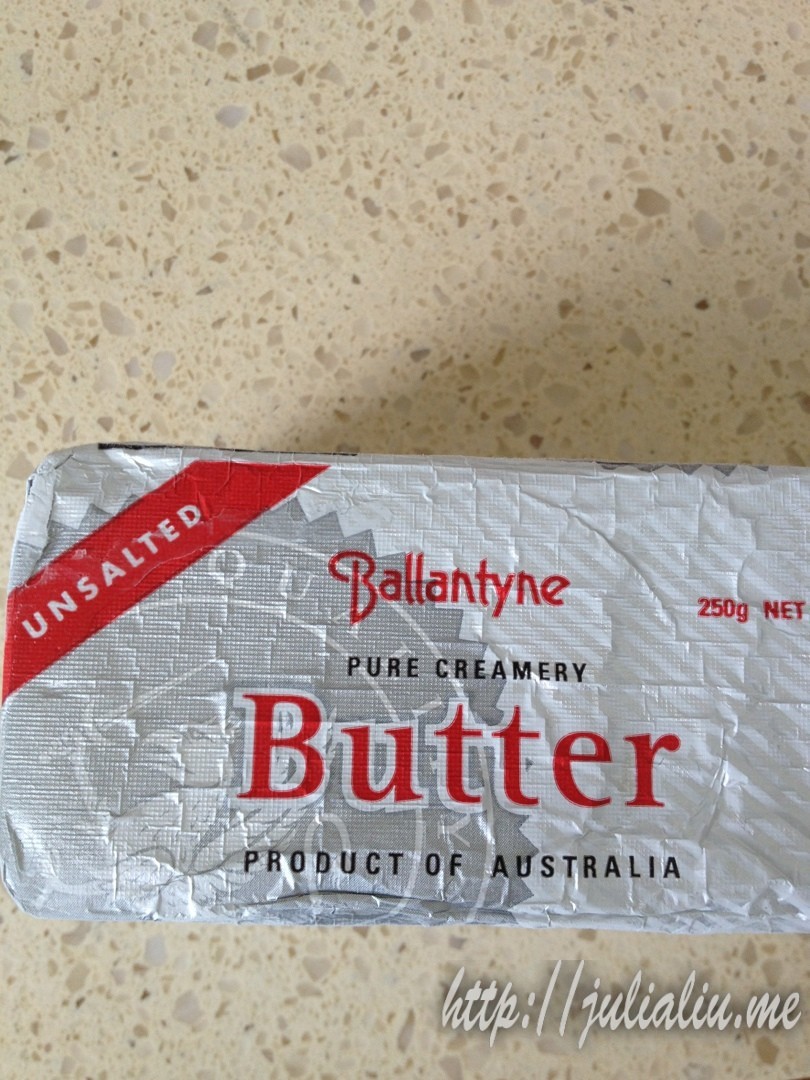 UNSALTED
Ballantyne
250g NET
PURE CREAMERY
Butter
PRODUCT OF AUSTRALIA
http://julialiu.me